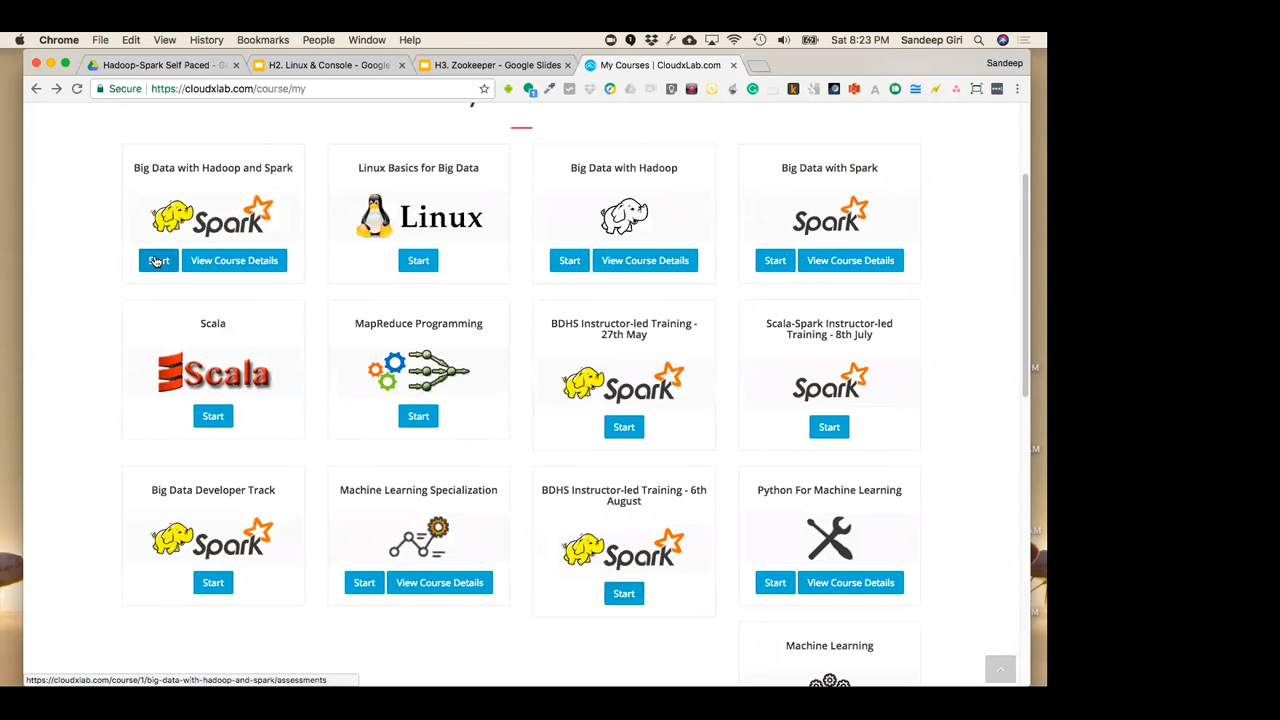 Chrome File Edit View History Bookmarks People Window Help Sat 8:23 PM Sandeep Giri
Hadoop-Spark Self Paced - G
H2. Linux & Console - Google
H3. Zookeeper - Google Slides
My Courses | CloudxLab.com
Sandeep
Secure https://cloudxlab.com/course/my
Big Data with Hadoop and Spark
Linux Basics for Big Data
Big Data with Hadoop
Big Data with Spark
Spark
Linux
Spark
Start View Course Details
Start
Start View Course Details
Start View Course Details
Scala
MapReduce Programming
BDHS Instructor-led Training -
27th May
Scala-Spark Instructor-led
Training - 8th July
Scala
Spark
Spark
Start
Start
Start
Start
Big Data Developer Track
Machine Learning Specialization
BDHS Instructor-led Training - 6th
August
Python For Machine Learning
Spark
Spark
Start
Start View Course Details
Start
Start View Course Details
Machine Learning
https://cloudxlab.com/course/1/big-data-with-hadoop-and-spark/assessments